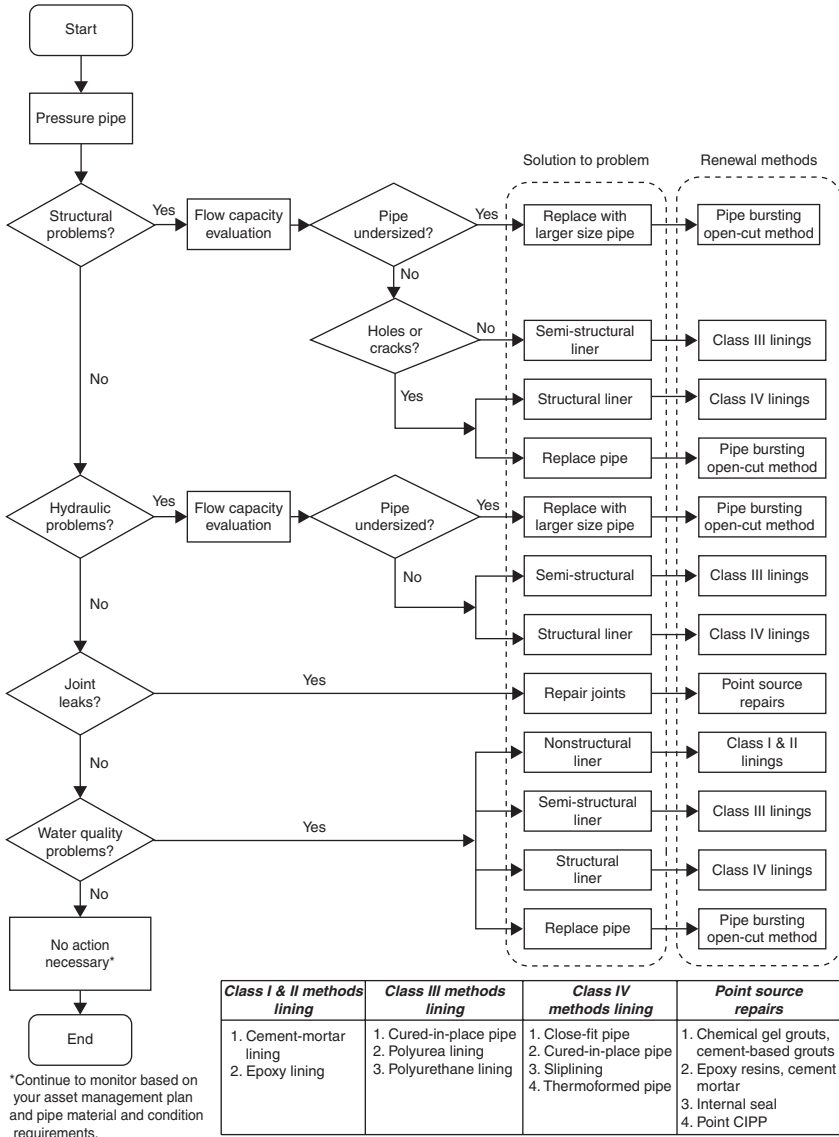 Start
Pressure pipe
Solution to problem
Renewal methods
Structural
problems?
Yes
Flow capacity
evaluation
Pipe
undersized?
Yes
Replace with
larger size pipe
Pipe bursting
open-cut method
No
Holes or
cracks?
No
Semi-structural
liner
Class III linings
No
Yes
Structural liner
Class IV linings
Replace pipe
Pipe bursting
open-cut method
Hydraulic
problems?
Yes
Flow capacity
evaluation
Pipe
undersized?
Yes
Replace with
larger size pipe
Pipe bursting
open-cut method
No
Semi-structural
Class III linings
No
Structural liner
Class IV linings
Joint
leaks?
Yes
Repair joints
Point source
repairs
No
Nonstructural
liner
Class I & II
linings
Semi-structural
liner
Class III linings
Water quality
problems?
Yes
Structural
liner
Class IV linings
No
Replace pipe
Pipe bursting
open-cut method
No action
necessary*
End
*Continue to monitor based on
your asset management plan
and pipe material and condition
requirements.
Class I & II methods
lining
1. Cement-mortar
lining
2. Epoxy lining
Class III methods
lining
1. Cured-in-place pipe
2. Polyurea lining
3. Polyurethane lining
Class IV
methods lining
1. Close-fit pipe
2. Cured-in-place pipe
3. Sliplining
4. Thermoformed pipe
Point source
repairs
1. Chemical gel grouts,
cement-based grouts
2. Epoxy resins, cement
mortar
3. Internal seal
4. Point CIPP